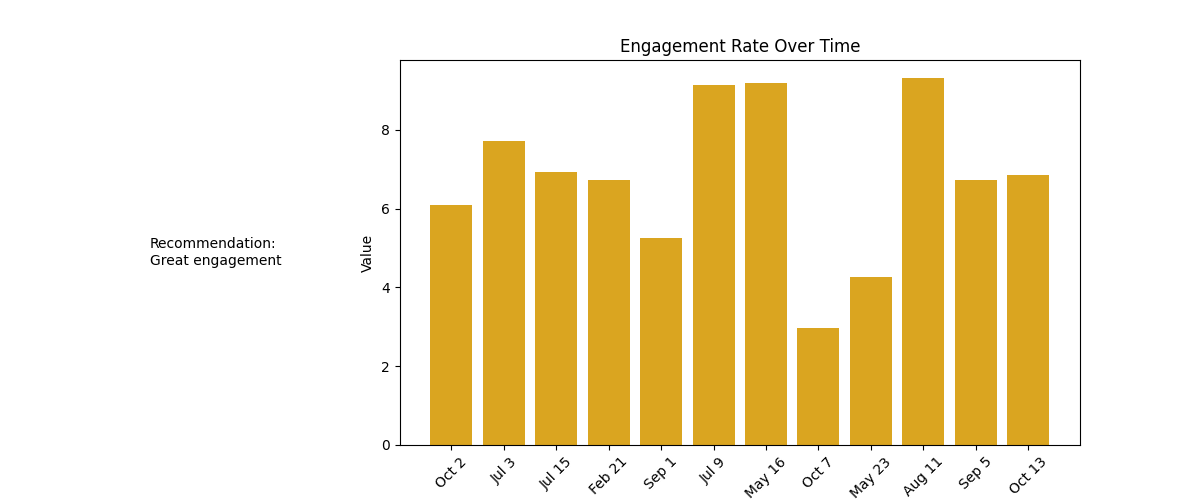 Engagement Rate Over Time
Recommendation:
Great engagement
Value
8
6
4
2
0
Oct 2
Jul 3
Jul 15
Feb 21
Sep 1
Jul 9
May 16
Oct 7
May 23
Aug 11
Sep 5
Oct 13